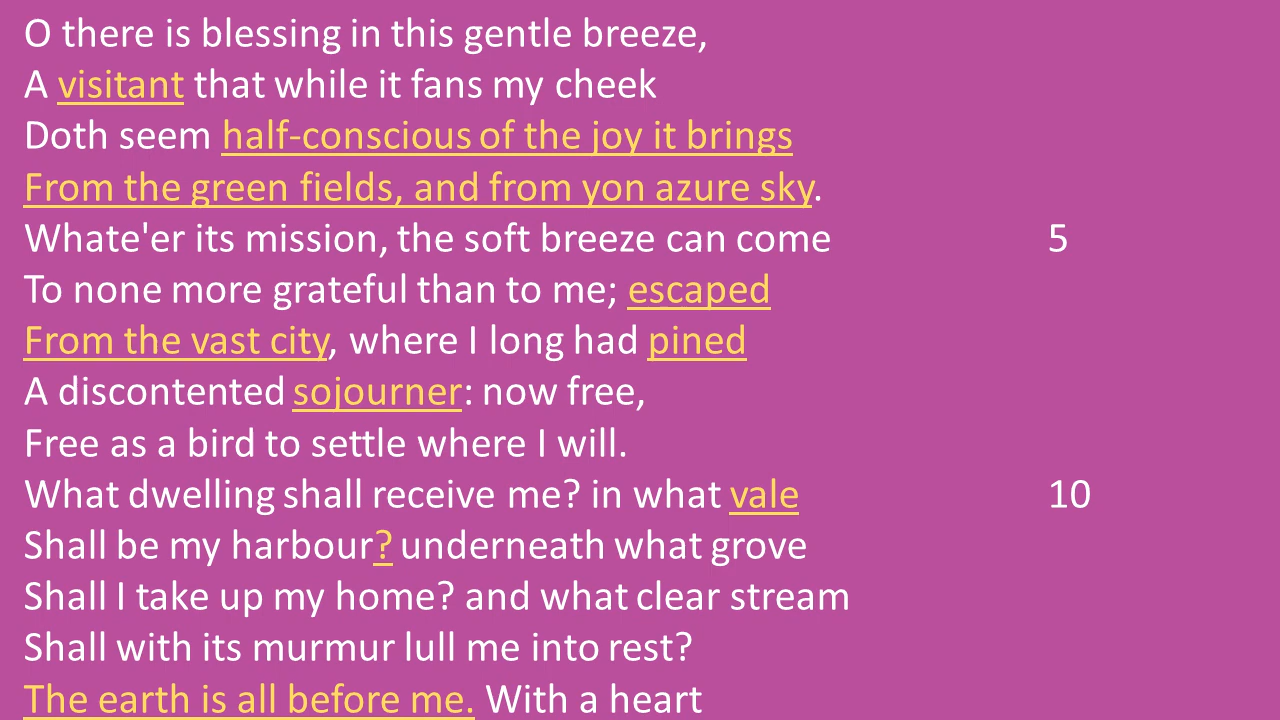 O there is blessing in this gentle breeze,
A visitant that while it fans my cheek
Doth seem half-conscious of the joy it brings
From the green fields, and from yon azure sky.
Whate'er its mission, the soft breeze can come 5
To none more grateful than to me; escaped
From the vast city, where I long had pined
A discontented sojourner: now free,
Free as a bird to settle where I will.
What dwelling shall receive me? in what vale 10
Shall be my harbour? underneath what grove
Shall I take up my home? and what clear stream
Shall with its murmur lull me into rest?
The earth is all before me. With a heart